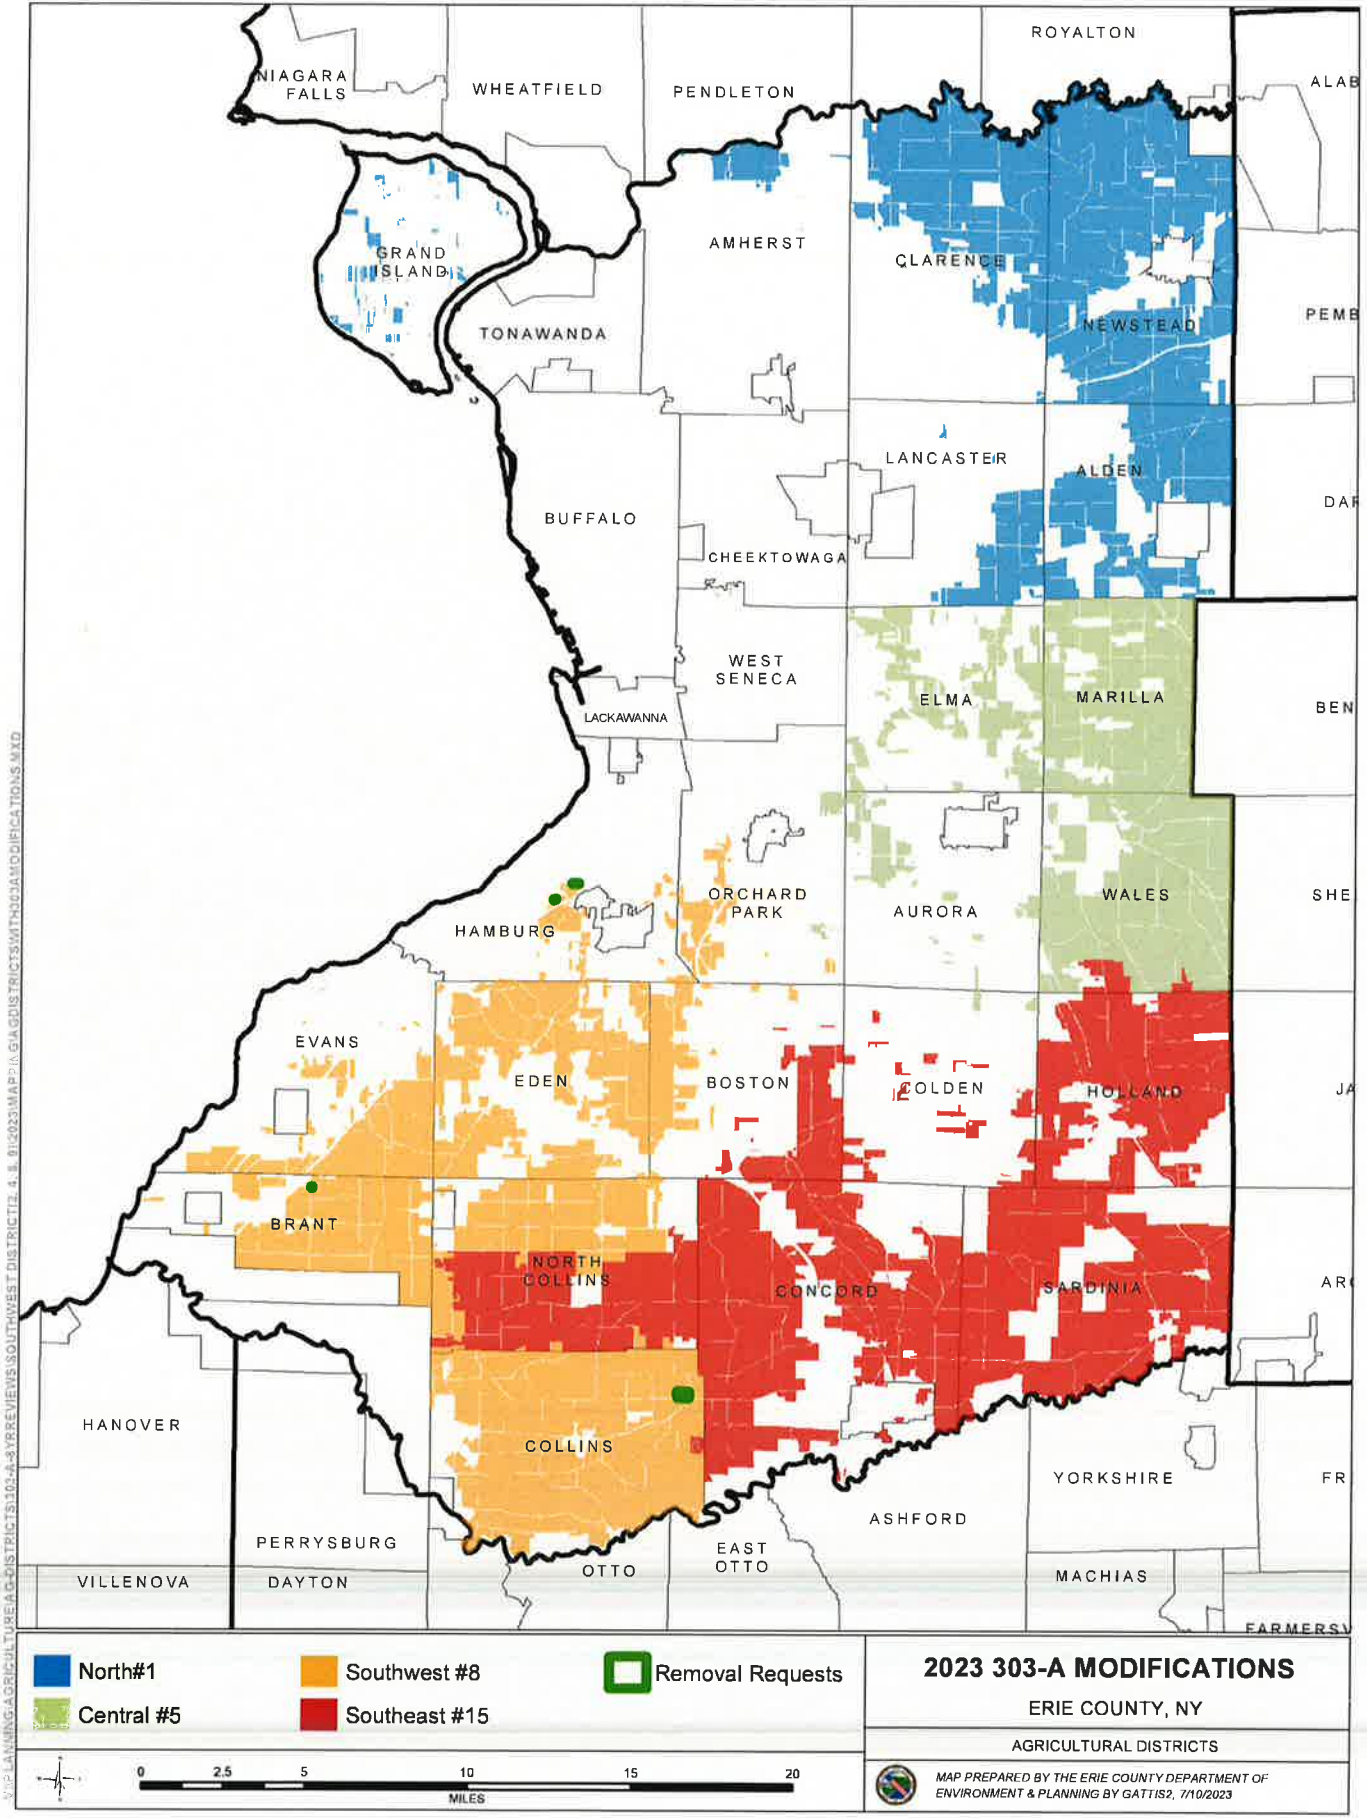 ROYALTON
NIAGARA
FALLS
WHEATFIELD
PENDLETON
ALAB
GRAND
ISLAND
AMHERST
CLARENCE
NEWSTEAD
PEMB
TONAWANDA
LANCASTER
ALDEN
DAR
BUFFALO
CHEEKTOWAGA
WEST
SENECA
ELMA
MARILLA
BEN
LACKAWANNA
ORCHARD
PARK
AURORA
WALES
SHE
HAMBURG
EVANS
EDEN
BOSTON
COLDEN
HOLLAND
JA
BRANT
NORTH
COLLINS
CONCORD
SARDINIA
HANOVER
COLLINS
YORKSHIRE
FR
PERRYSBURG
ASHFORD
EAST
OTTO
OTTO
VILLENOVA
DAYTON
MACHIAS
FARMERSV
North#1
Central #5
Southwest #8
Southeast #15
Removal Requests
2023 303-A MODIFICATIONS
ERIE COUNTY, NY
AGRICULTURAL DISTRICTS
MAP PREPARED BY THE ERIE COUNTY DEPARTMENT OF
ENVIRONMENT & PLANNING BY GATTIS2, 7/10/2023
0 2.5 5 10 15 20
MILES